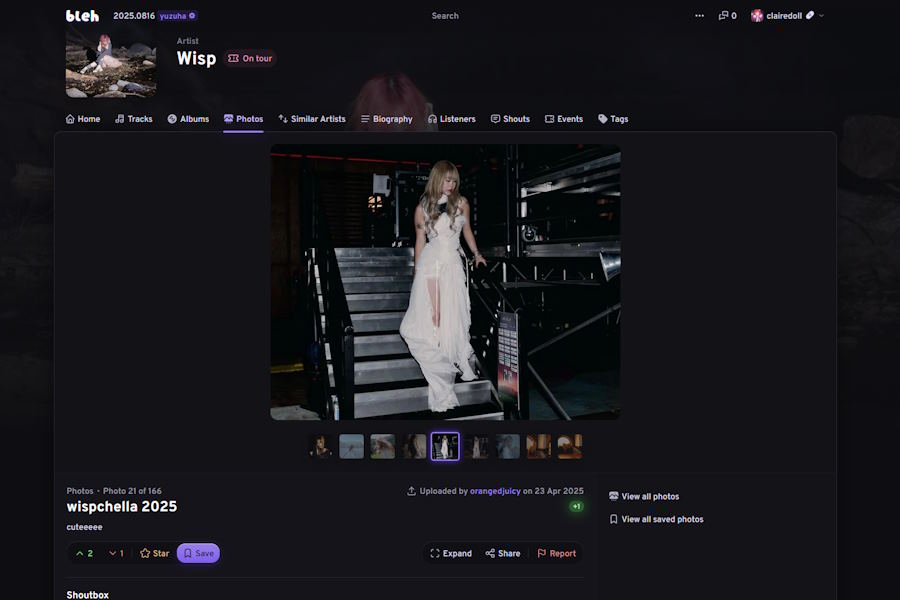 bleh 2025.0816 yuzuha Search 0 clairedoll
Artist
Wisp On tour
Home Tracks Albums Photos Similar Artists Biography Listeners Shouts Events Tags
Photos · Photo 21 of 166 Uploaded by orangedjuicy on 23 Apr 2025
wispchella 2025 +1
cuteeeee
2 1 Star Save Expand Share Report
View all photos
View all saved photos
Shoutbox